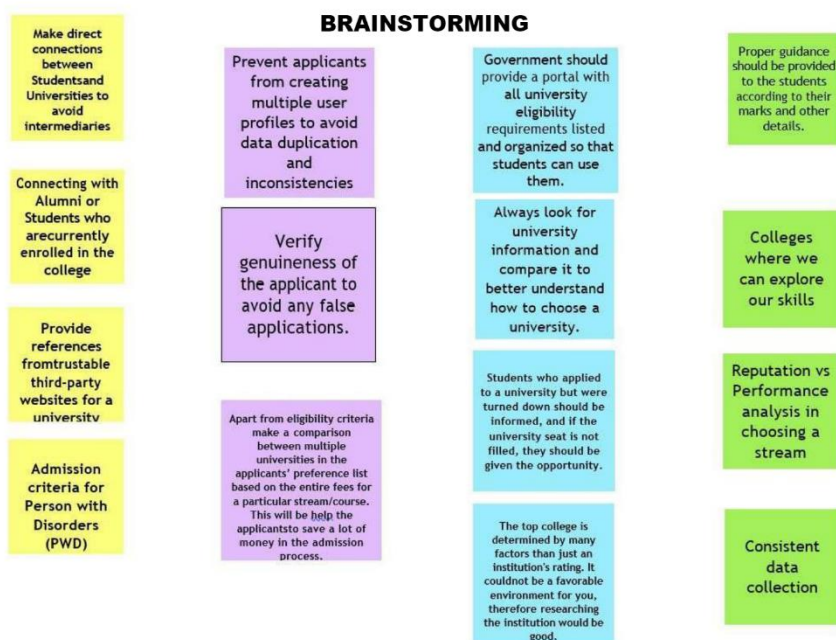 BRAINSTORMING
Make direct
connections
between
Studentsand
Universities to
avoid
intermediaries
Connecting with
Alumni or
Students who
arecurrently
enrolled in the
college
Provide
references
fromtrustable
third-party
websites for a
university
Admission
criteria for
Person with
Disorders
(PWD)
Prevent applicants
from creating
multiple user
profiles to avoid
data duplication
and
inconsistencies
Verify
genuineness of
the applicant to
avoid any false
applications.
Apart from eligibility criteria
make a comparison
between multiple
universities in the
applicants' preference list
based on the entire fees for
a particular stream/course.
This will be help the
applicantsto save a lot of
money in the admission
process.
Government should
provide a portal with
all university
eligibility
requirements listed
and organized so that
students can use
them.
Always look for
university
information and
compare it to
better understand
how to choose a
university.
Students who applied
to a university but were
turned down should be
informed, and if the
university seat is not
filled, they should be
given the opportunity.
The top college is
determined by many
factors than just an
institution's rating. It
couldnot be a favorable
environment for you,
therefore researching
the institution would be
good.
Proper guidance
should be provided
to the students
according to their
marks and other
details.
Colleges
where we
can explore
our skills
Reputation vs
Performance
analysis in
choosing a
stream
Consistent
data
collection